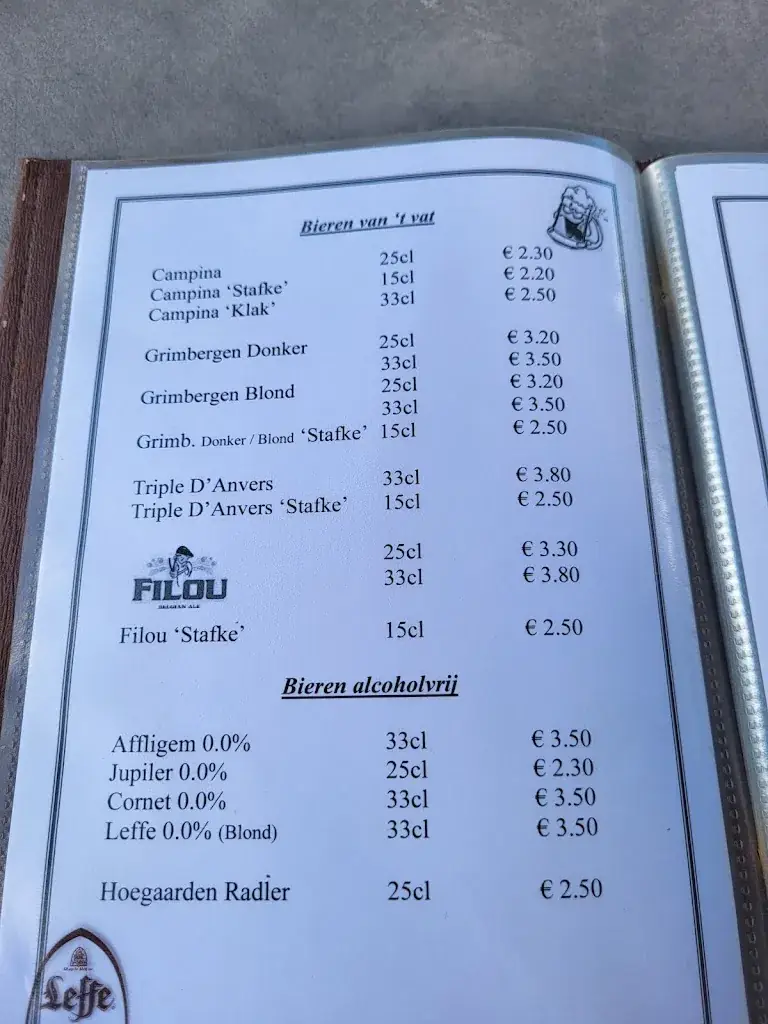 Bieren van 't vat
Campina 25cl € 2.30
Campina 'Stafke' 15cl € 2.20
Campina 'Klak' 33cl € 2.50
Grimbergen Donker 25cl € 3.20
33cl € 3.50
Grimbergen Blond 25cl € 3.20
33cl € 3.50
Grimb. Donker / Blond 'Stafke' 15cl € 2.50
Triple D'Anvers 33cl € 3.80
Triple D'Anvers 'Stafke' 15cl € 2.50
FILOU 25cl € 3.30
BELGIAN ALE 33cl € 3.80
Filou 'Stafke' 15cl € 2.50
Bieren alcoholvrij
Affligem 0.0% 33cl € 3.50
Jupiler 0.0% 25cl € 2.30
Cornet 0.0% 33cl € 3.50
Leffe 0.0% (Blond) 33cl € 3.50
Hoegaarden Radler 25cl € 2.50
Leffe